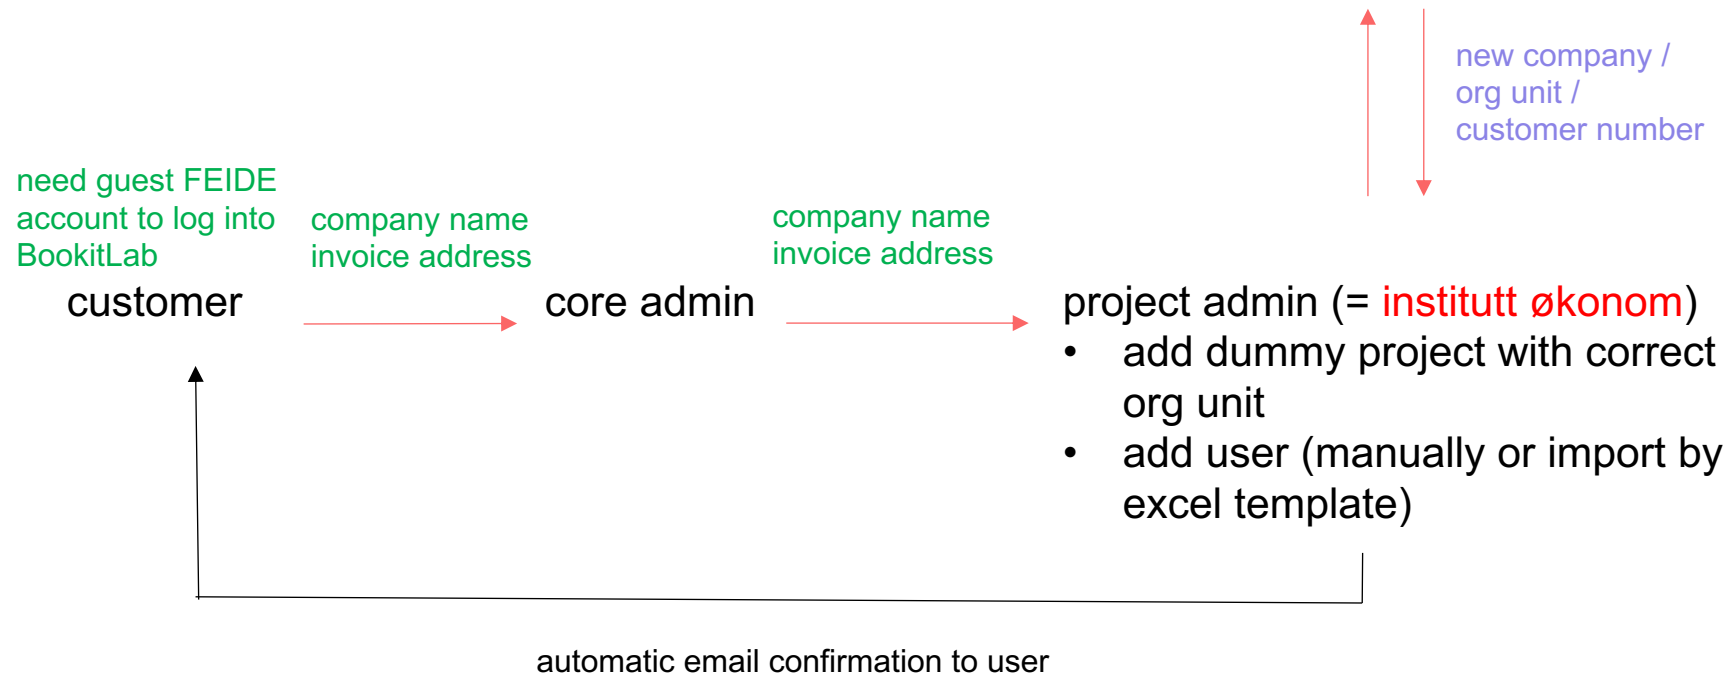 new company /
org unit /
customer number
need guest FEIDE
account to log into
BookitLab
company name
invoice address
company name
invoice address
customer
core admin
project admin (= institutt økonom)
• add dummy project with correct
org unit
• add user (manually or import by
excel template)
automatic email confirmation to user